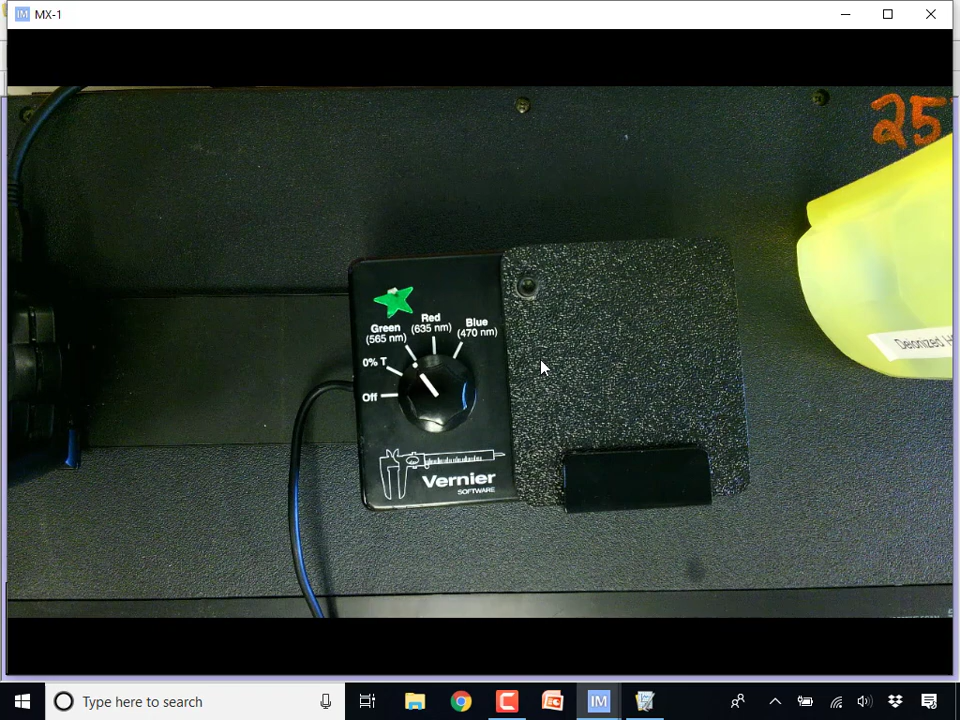 MX-1
25
Red
(635 nm)
Green
(565 nm)
Blue
(470 nm)
0% T
Off
Vernier
SOFTWARE
Deionized H
Type here to search